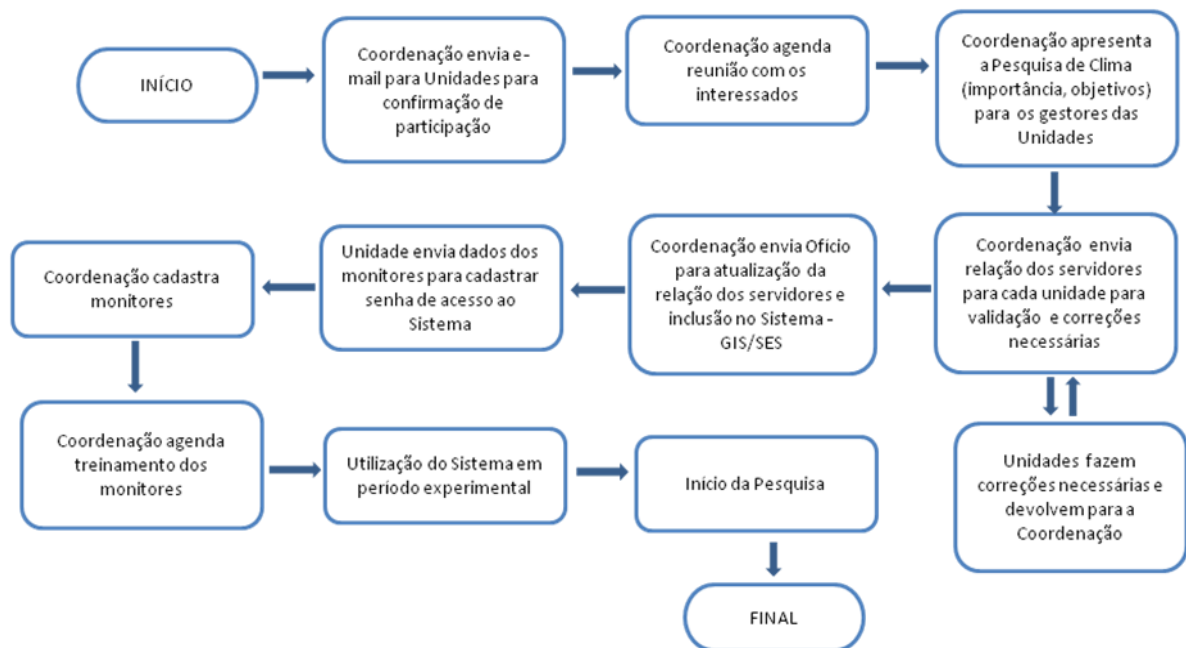 INÍCIO
Coordenação envia e-
mail para Unidades para
confirmação de
participação
Coordenação agenda
reunião com os
interessados
Coordenação apresenta
a Pesquisa de Clima
(importância, objetivos)
para os gestores das
Unidades
Coordenação envia
relação dos servidores
para cada unidade para
validação e correções
necessárias
Unidades fazem
correções necessárias e
devolvem para a
Coordenação
Coordenação envia Ofício
para atualização da
relação dos servidores e
inclusão no Sistema -
GIS/SES
Unidade envia dados dos
monitores para cadastrar
senha de acesso ao
Sistema
Coordenação cadastra
monitores
Coordenação agenda
treinamento dos
monitores
Utilização do Sistema em
período experimental
Início da Pesquisa
FINAL